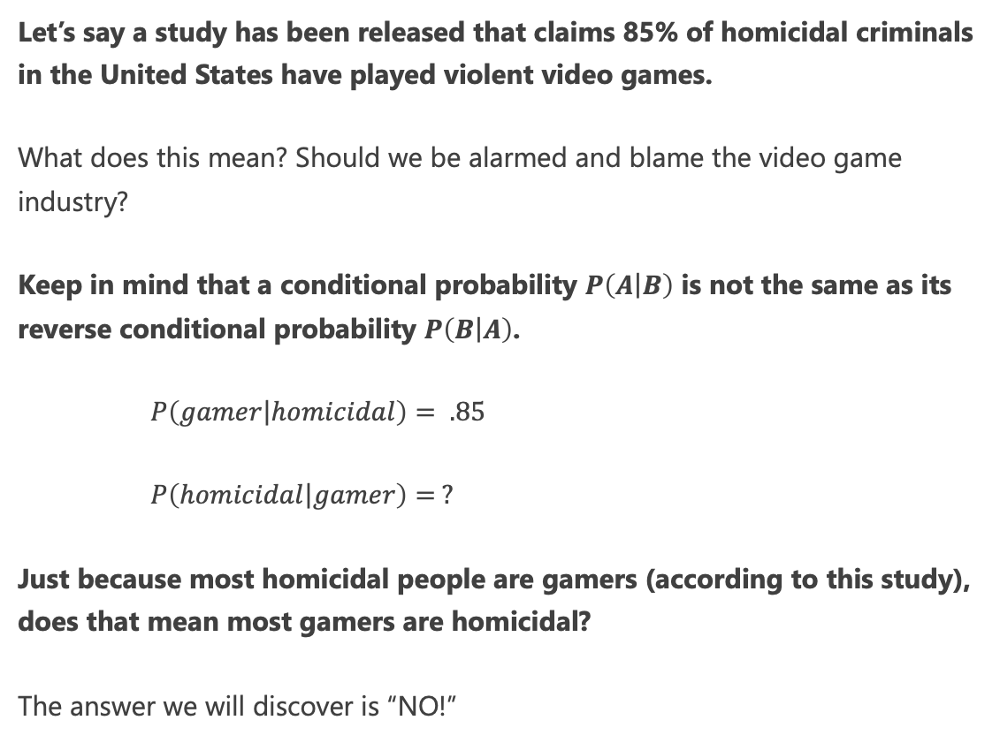 Let’s say a study has been released that claims 85% of homicidal criminals
in the United States have played violent video games.
What does this mean? Should we be alarmed and blame the video game
industry?
Keep in mind that a conditional probability P(A|B) is not the same as its
reverse conditional probability P(B|A).
P(gamer|homicidal) = .85
P(homicidal|gamer) = ?
Just because most homicidal people are gamers (according to this study),
does that mean most gamers are homicidal?
The answer we will discover is “NO!”